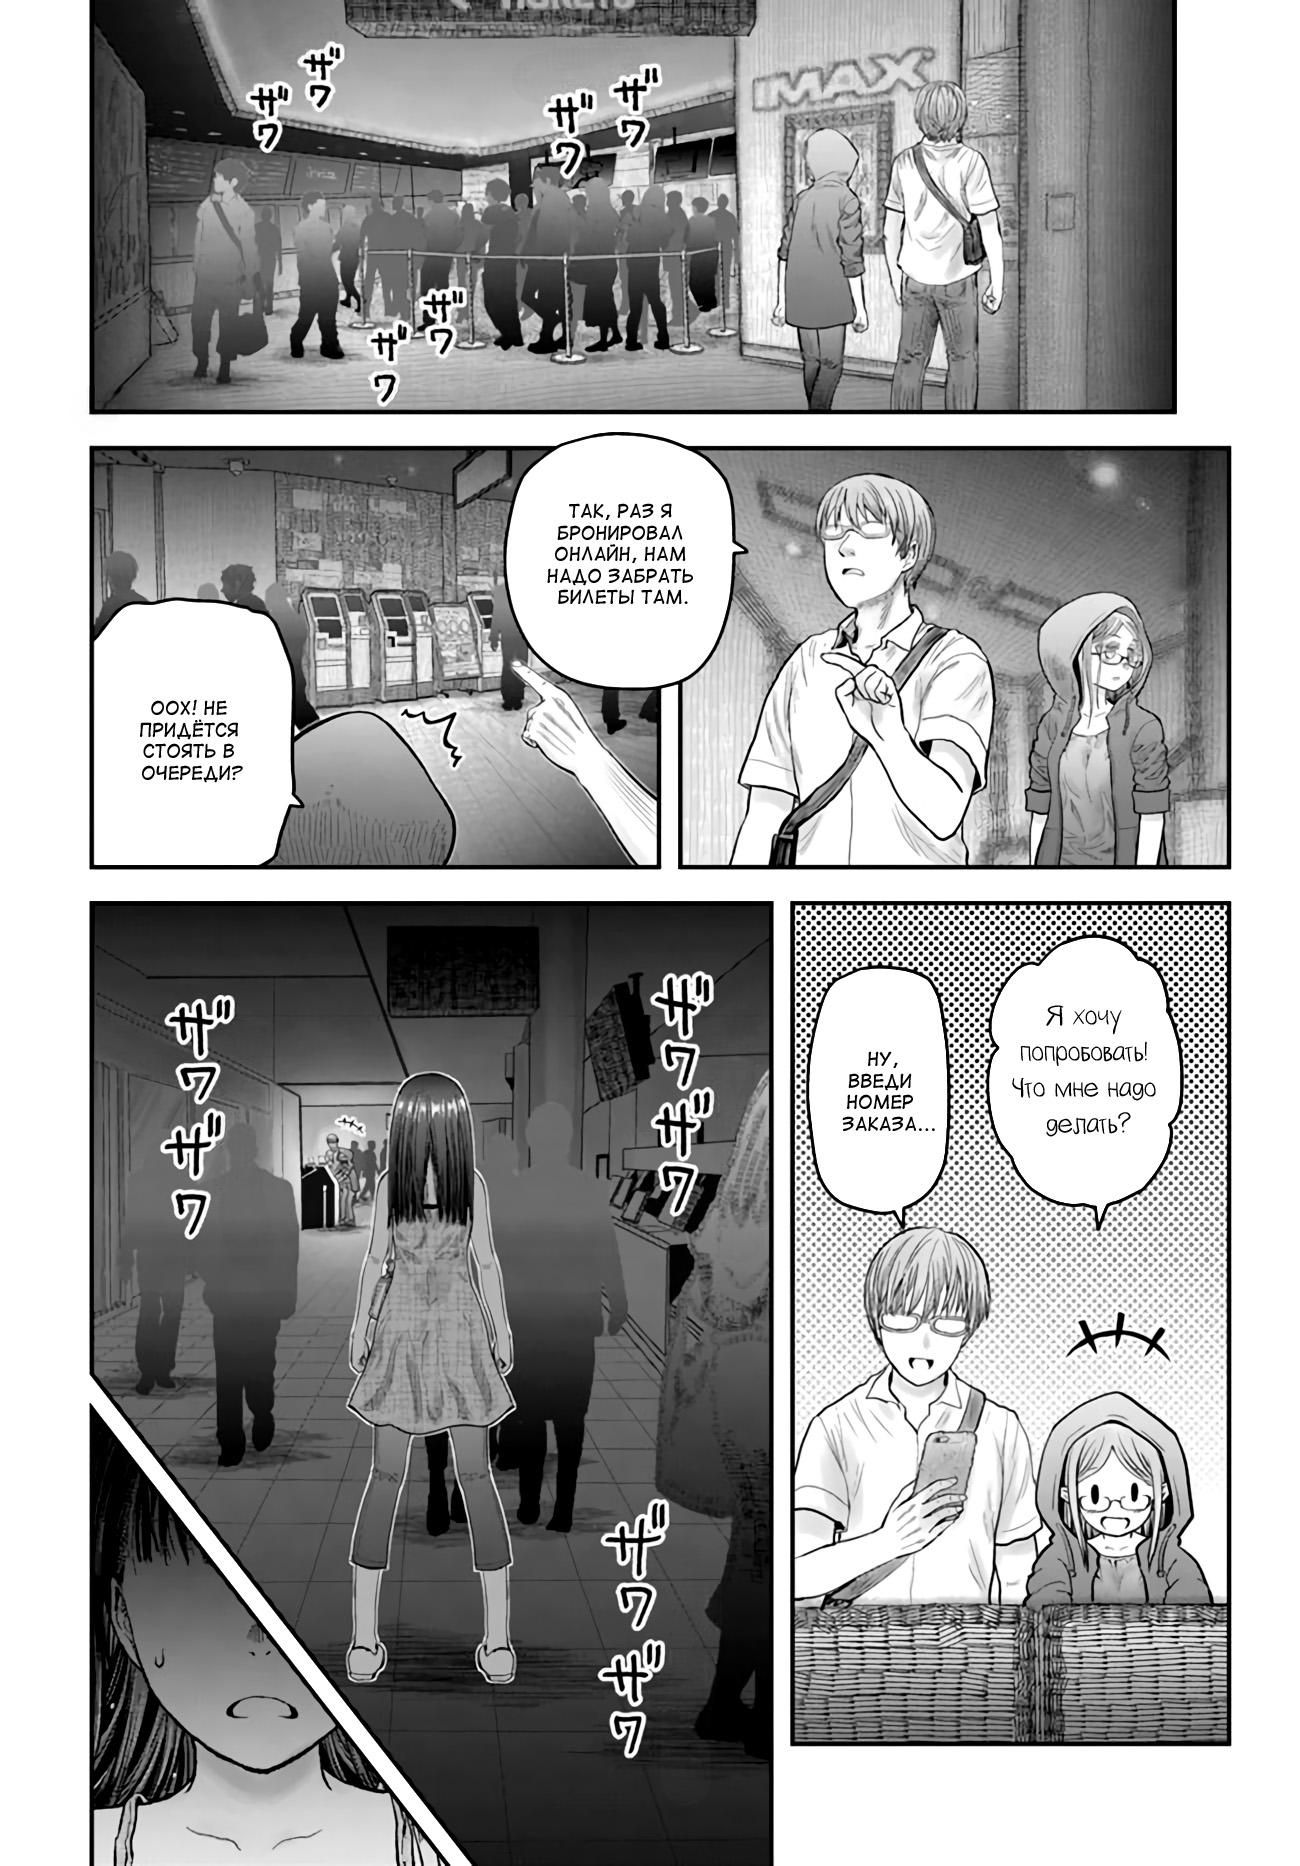 TICKETS
ザワ
ザワ
ザワ
ザワ
IMAX
ザワ
ザワ
ТАК, РАЗ Я
БРОНИРОВАЛ
ОНЛАЙН, НАМ
НАДО ЗАБРАТЬ
БИЛЕТЫ ТАМ.
ООХ! НЕ
ПРИДЁТСЯ
СТОЯТЬ В
ОЧЕРЕДИ?
Я хочу
попробовать!
Что мне надо
делать?
НУ,
ВВЕДИ
НОМЕР
ЗАКАЗА...
ザワ
ザワ
ザワ
ザワ
ザワ
ザワ